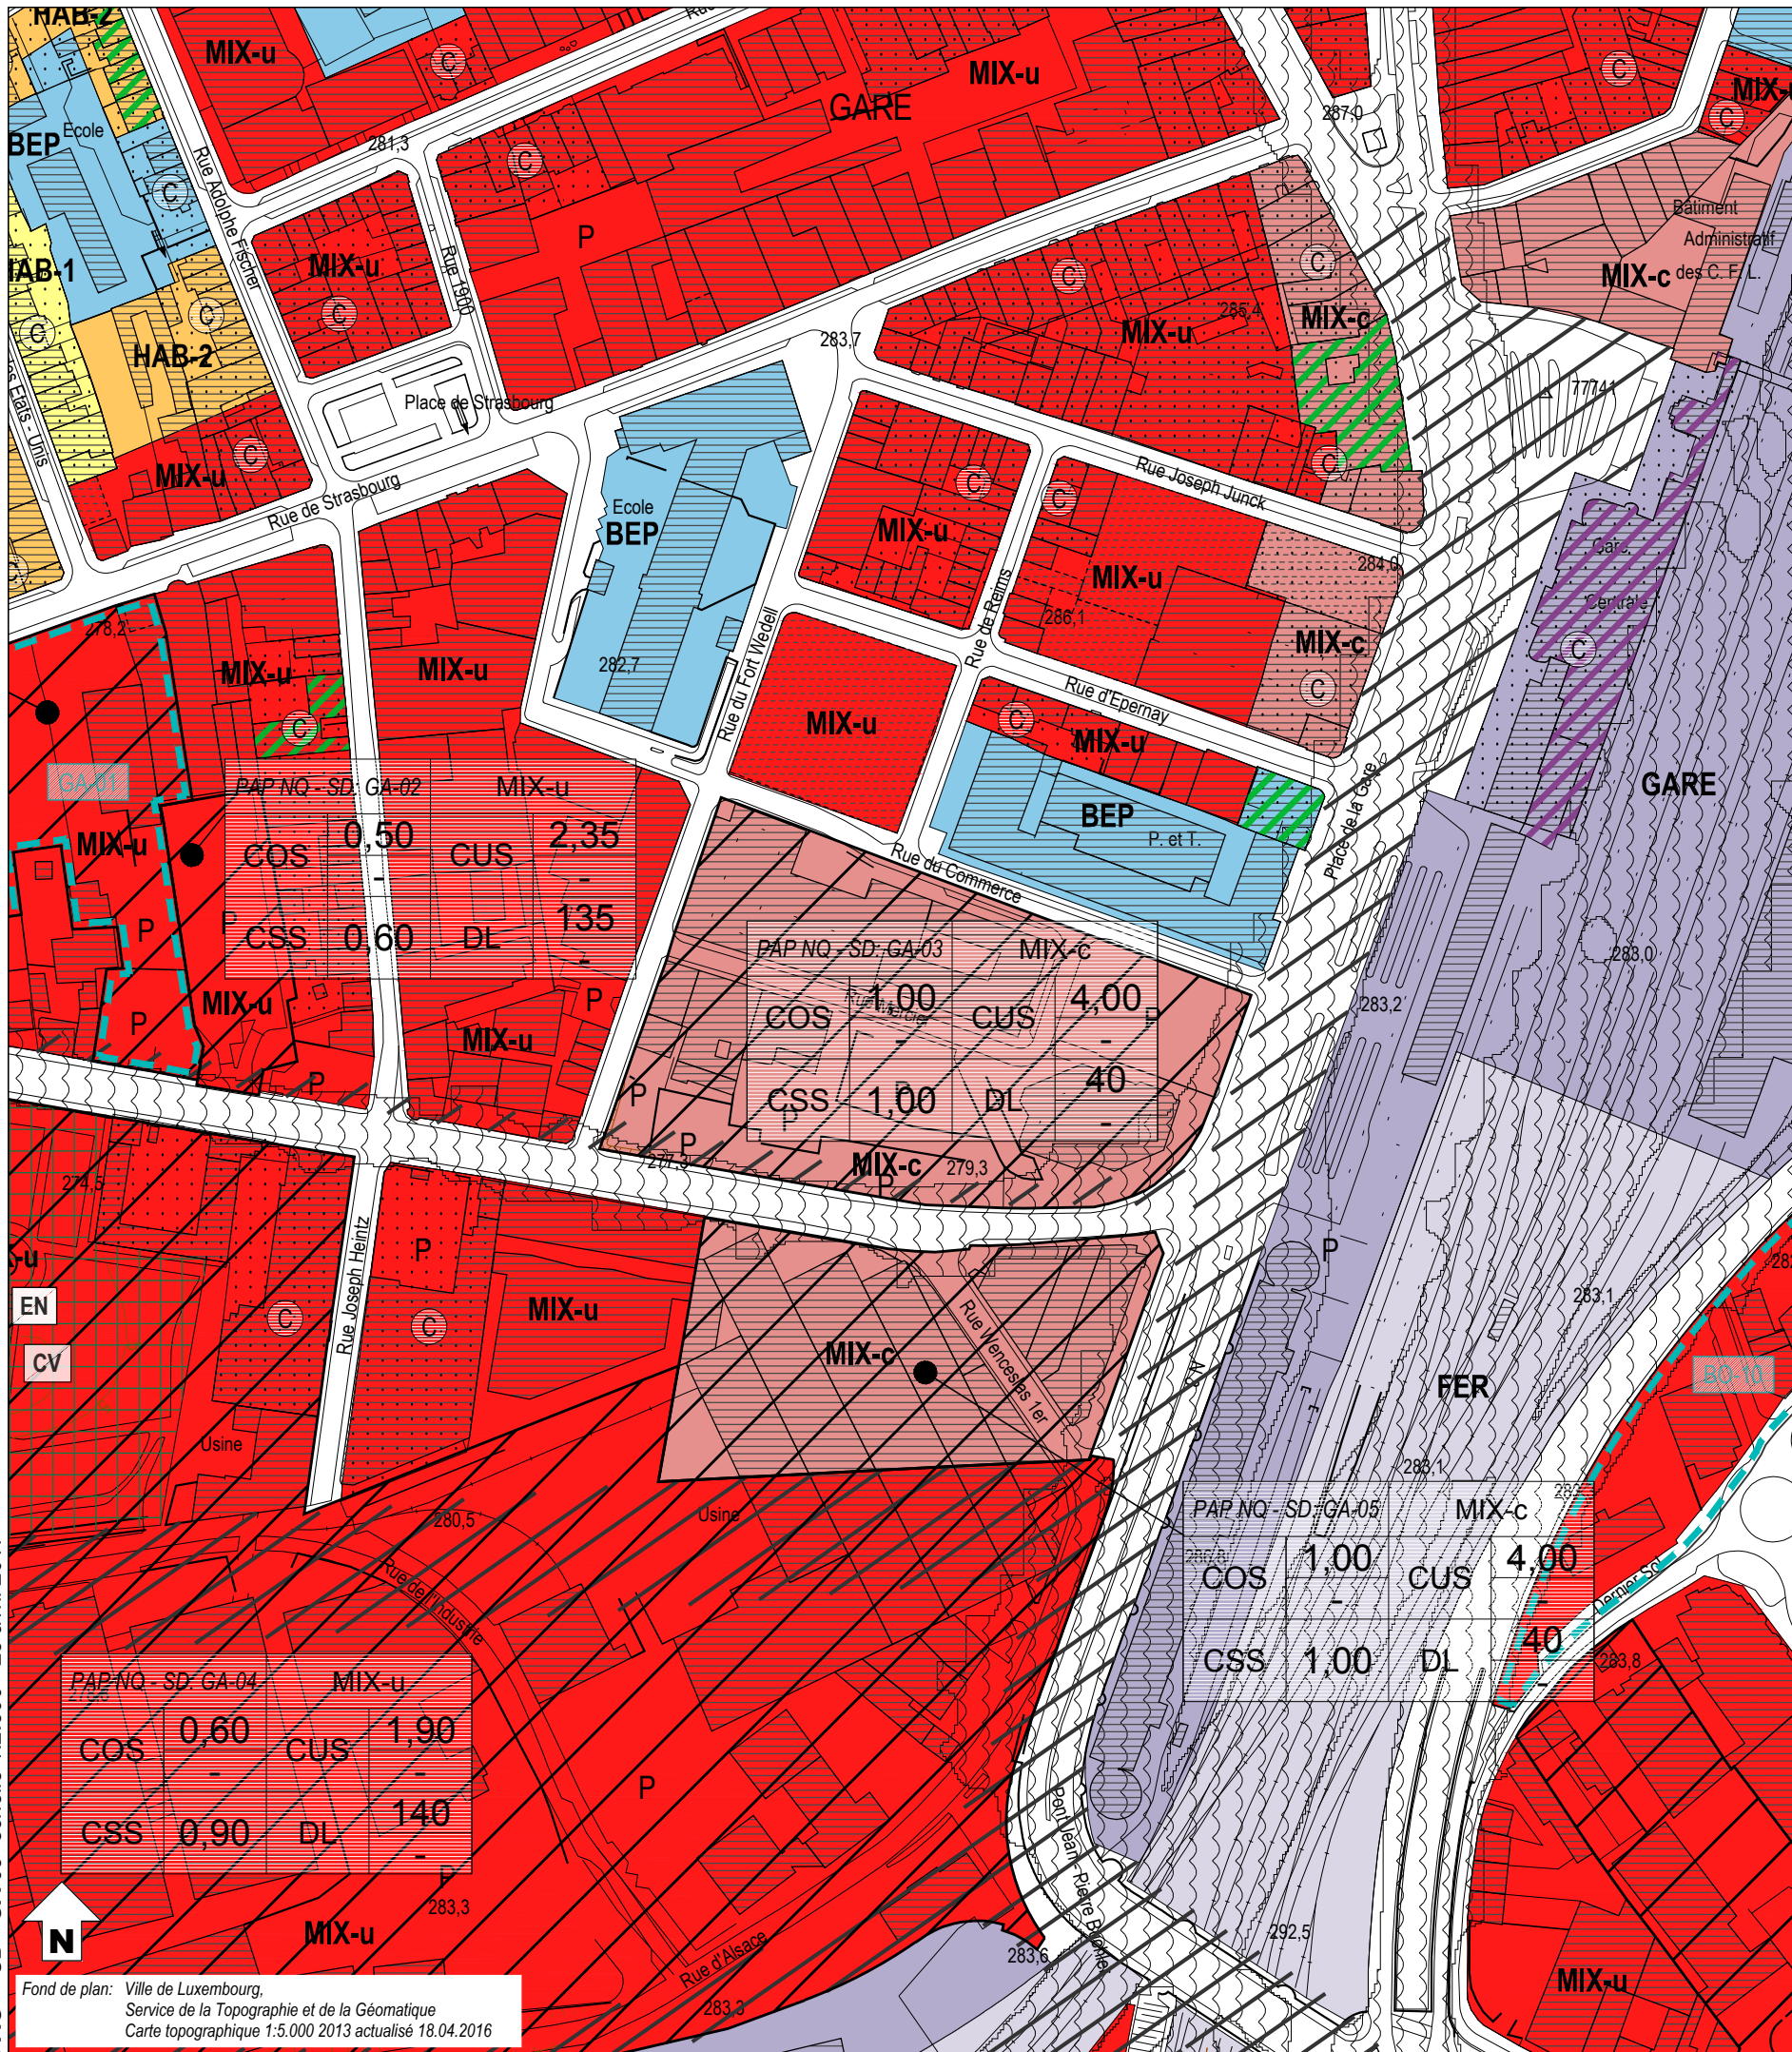 HAB-2
MIX-u
C
GARE
MIX-u
C
MIX-u
C
287,0
BEP
Ecole
281,3
C
C
Rue Adolphe Fischer
Rue 1900
P
Bâtiment
Administratif
MIX-c des C. F. L.
HAB-1
C
C
HAB-2
MIX-u
C
C
285,4
C
MIX-c
MIX-u
283,7
77741
Place de Strasbourg
MIX-u
C
Rue de Strasbourg
Rue Joseph Junck
C
C
C
Ecole
BEP
MIX-u
MIX-u
284,0
Gare
Centrale
C
286,1
Rue de Reims
MIX-c
C
278,2
MIX-u
C
MIX-u
282,7
Rue du Fort Wedell
MIX-u
Rue d'Epernay
C
MIX-u
GARE
GA-01
MIX-u
P
P
P
MIX-u
PAP NQ - SD: GA-02 MIX-u
COS 0,50 - CUS 2,35 -
CSS 0,60 DL 135 -
BEP
P. et T.
Rue du Commerce
Place de la Gare
PAP NQ - SD: GA-03 MIX-c
COS 1,00 - CUS 4,00 -
CSS 1,00 DL 40 -
Rue Mercier
P
P
P
283,0
283,2
MIX-u
P
P
P
P
277,3
MIX-c
279,3
P
274,5
EN
CV
Rue Joseph Heintz
P
C
C
MIX-u
MIX-c
Rue Wenceslas 1er
P
283,1
FER
BO-10
Usine
Usine
280,5
Rue de l'Industrie
283,1
PAP NQ - SD: GA-05 MIX-c
COS 1,00 - CUS 4,00 -
CSS 1,00 DL 40 -
283,8
PAP NQ - SD: GA-04 MIX-u
COS 0,60 - CUS 1,90 -
CSS 0,90 DL 140 -
P
P
283,3
MIX-u
Rue d'Alsace
283,3
283,6
292,5
MIX-u
N
Fond de plan: Ville de Luxembourg,
Service de la Topographie et de la Géomatique
Carte topographique 1:5.000 2013 actualisé 18.04.2016